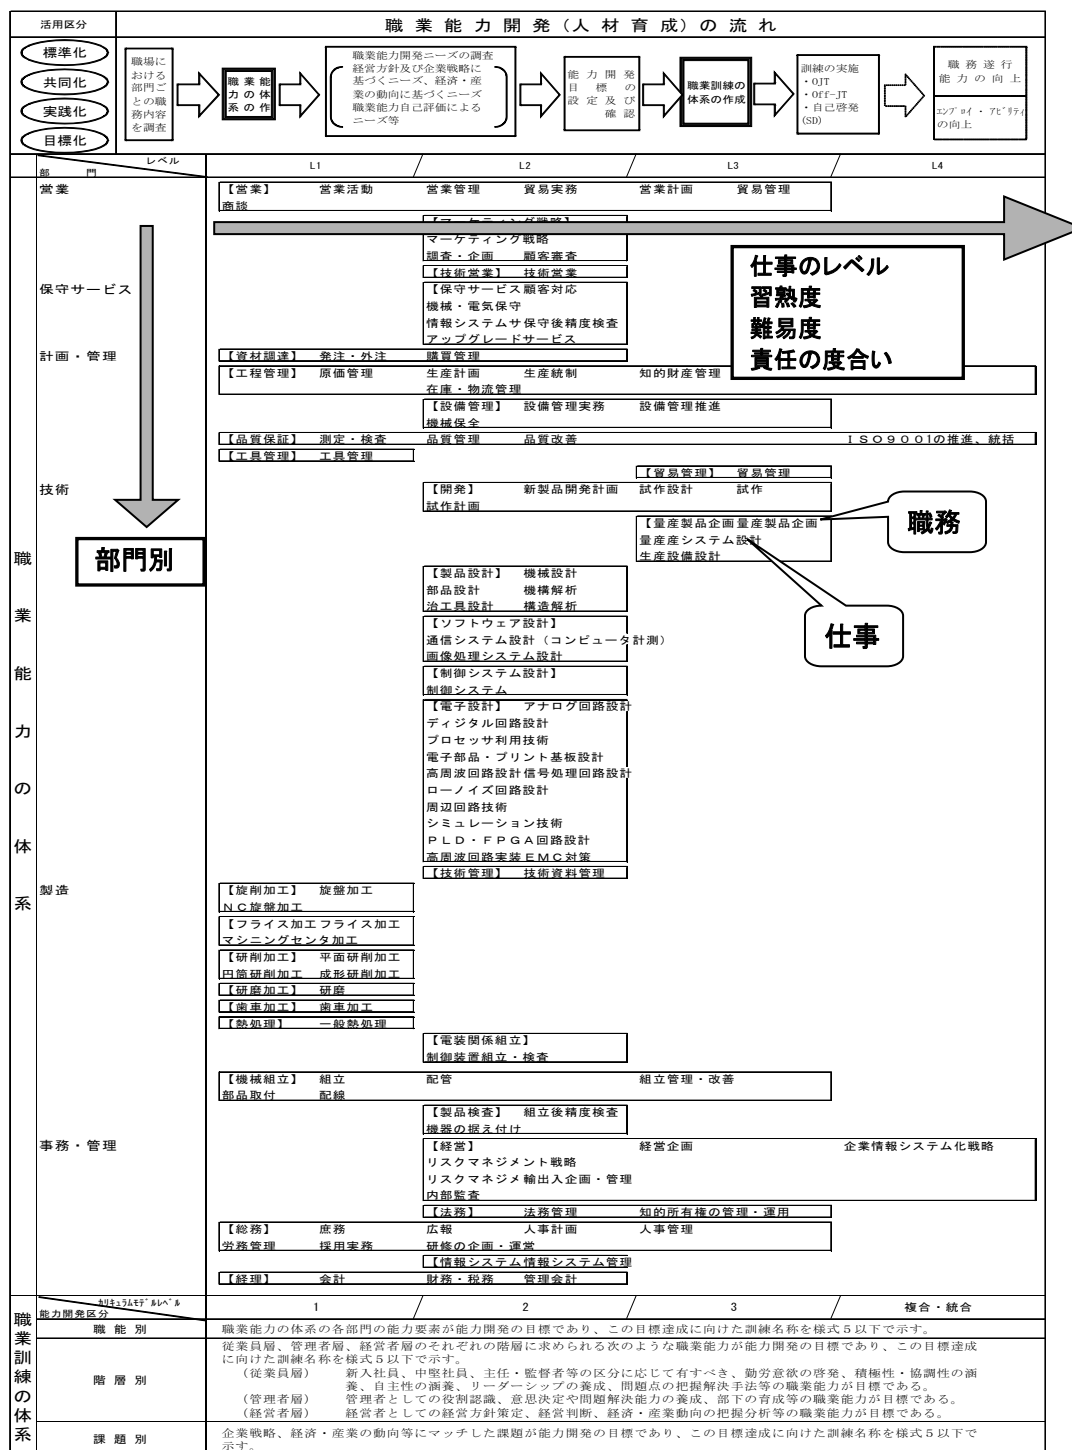 活用区分
職業能力開発(人材育成)の流れ
標準化
共同化
実践化
目標化
職場に
おける
部門ご
との職
務内容
を調査
職業能
力の体
系の作
職業能力開発ニーズの調査
経営方針及び企業戦略に
基づくニーズ、経済・産
業の動向に基づくニーズ
職業能力自己評価による
ニーズ等
能力開発
目標の
設定及び
確認
職業訓練の
体系の作成
訓練の実施
・OJT
・Off-JT
・自己啓発
(SD)
職務遂行
能力の向上
エンプロイ・アビリティ
の向上
レベル
部 門
L1 L2 L3 L4
職業能力の体系
営業
【営業】 営業活動 営業管理 貿易実務 営業計画 貿易管理
商談
【マーケティング戦略】
マーケティング戦略
調査・企画 顧客審査
【技術営業】 技術営業
仕事のレベル
習熟度
難易度
責任の度合い
保守サービス
【保守サービス顧客対応
機械・電気保守
情報システムサ保守後精度検査
アップグレードサービス
計画・管理
【資材調達】 発注・外注 購買管理
【工程管理】 原価管理 生産計画 生産統制 知的財産管理
在庫・物流管理
【設備管理】 設備管理実務 設備管理推進
機械保全
【品質保証】 測定・検査 品質管理 品質改善 ISO9001の推進、統括
【工具管理】 工具管理
【貿易管理】 貿易管理
技術
【開発】 新製品開発計画 試作設計 試作
試作計画
【量産製品企画量産製品企画
量産産システム設計
生産設備設計
職務
仕事
部門別
【製品設計】 機械設計
部品設計 機構解析
治工具設計 構造解析
【ソフトウェア設計】
通信システム設計(コンピュータ計測)
画像処理システム設計
【制御システム設計】
制御システム
【電子設計】 アナログ回路設計
ディジタル回路設計
プロセッサ利用技術
電子部品・プリント基板設計
高周波回路設計信号処理回路設計
ローノイズ回路設計
周辺回路技術
シミュレーション技術
PLD・FPGA回路設計
高周波回路実装EMC対策
【技術管理】 技術資料管理
製造
【旋削加工】 旋盤加工
NC旋盤加工
【フライス加工フライス加工
マシニングセンタ加工
【研削加工】 平面研削加工
円筒研削加工 成形研削加工
【研磨加工】 研磨
【歯車加工】 歯車加工
【熱処理】 一般熱処理
【電装関係組立】
制御装置組立・検査
【機械組立】 組立 配管 組立管理・改善
部品取付 配線
【製品検査】 組立後精度検査
機器の据え付け
事務・管理
【経営】 経営企画 企業情報システム化戦略
リスクマネジメント戦略
リスクマネジメ輸出入企画・管理
内部監査
【法務】 法務管理 知的所有権の管理・運用
【総務】 庶務 広報 人事計画 人事管理
労務管理 採用実務 研修の企画・運営
【情報システム情報システム管理
【経理】 会計 財務・税務 管理会計
職業訓練の体系
カリキュラムモデルレベル
能力開発区分
1 2 3 複合・統合
職能別
職業能力の体系の各部門の能力要素が能力開発の目標であり、この目標達成に向けた訓練名称を様式5以下で示す。
階層別
従業員層、管理者層、経営者層のそれぞれの階層に求められる次のような職業能力が能力開発の目標であり、この目標達成
に向けた訓練名称を様式5以下で示す。
(従業員層) 新入社員、中堅社員、主任・監督者等の区分に応じて有すべき、勤労意欲の啓発、積極性・協調性の涵
養、自主性の涵養、リーダーシップの養成、問題点の把握解決手法等の職業能力が目標である。
(管理者層) 管理者としての役割認識、意思決定や問題解決能力の養成、部下の育成等の職業能力が目標である。
(経営者層) 経営者としての経営方針策定、経営判断、経済・産業動向の把握分析等の職業能力が目標である。
課題別
企業戦略、経済・産業の動向等にマッチした課題が能力開発の目標であり、この目標達成に向けた訓練名称を様式5以下で
示す。